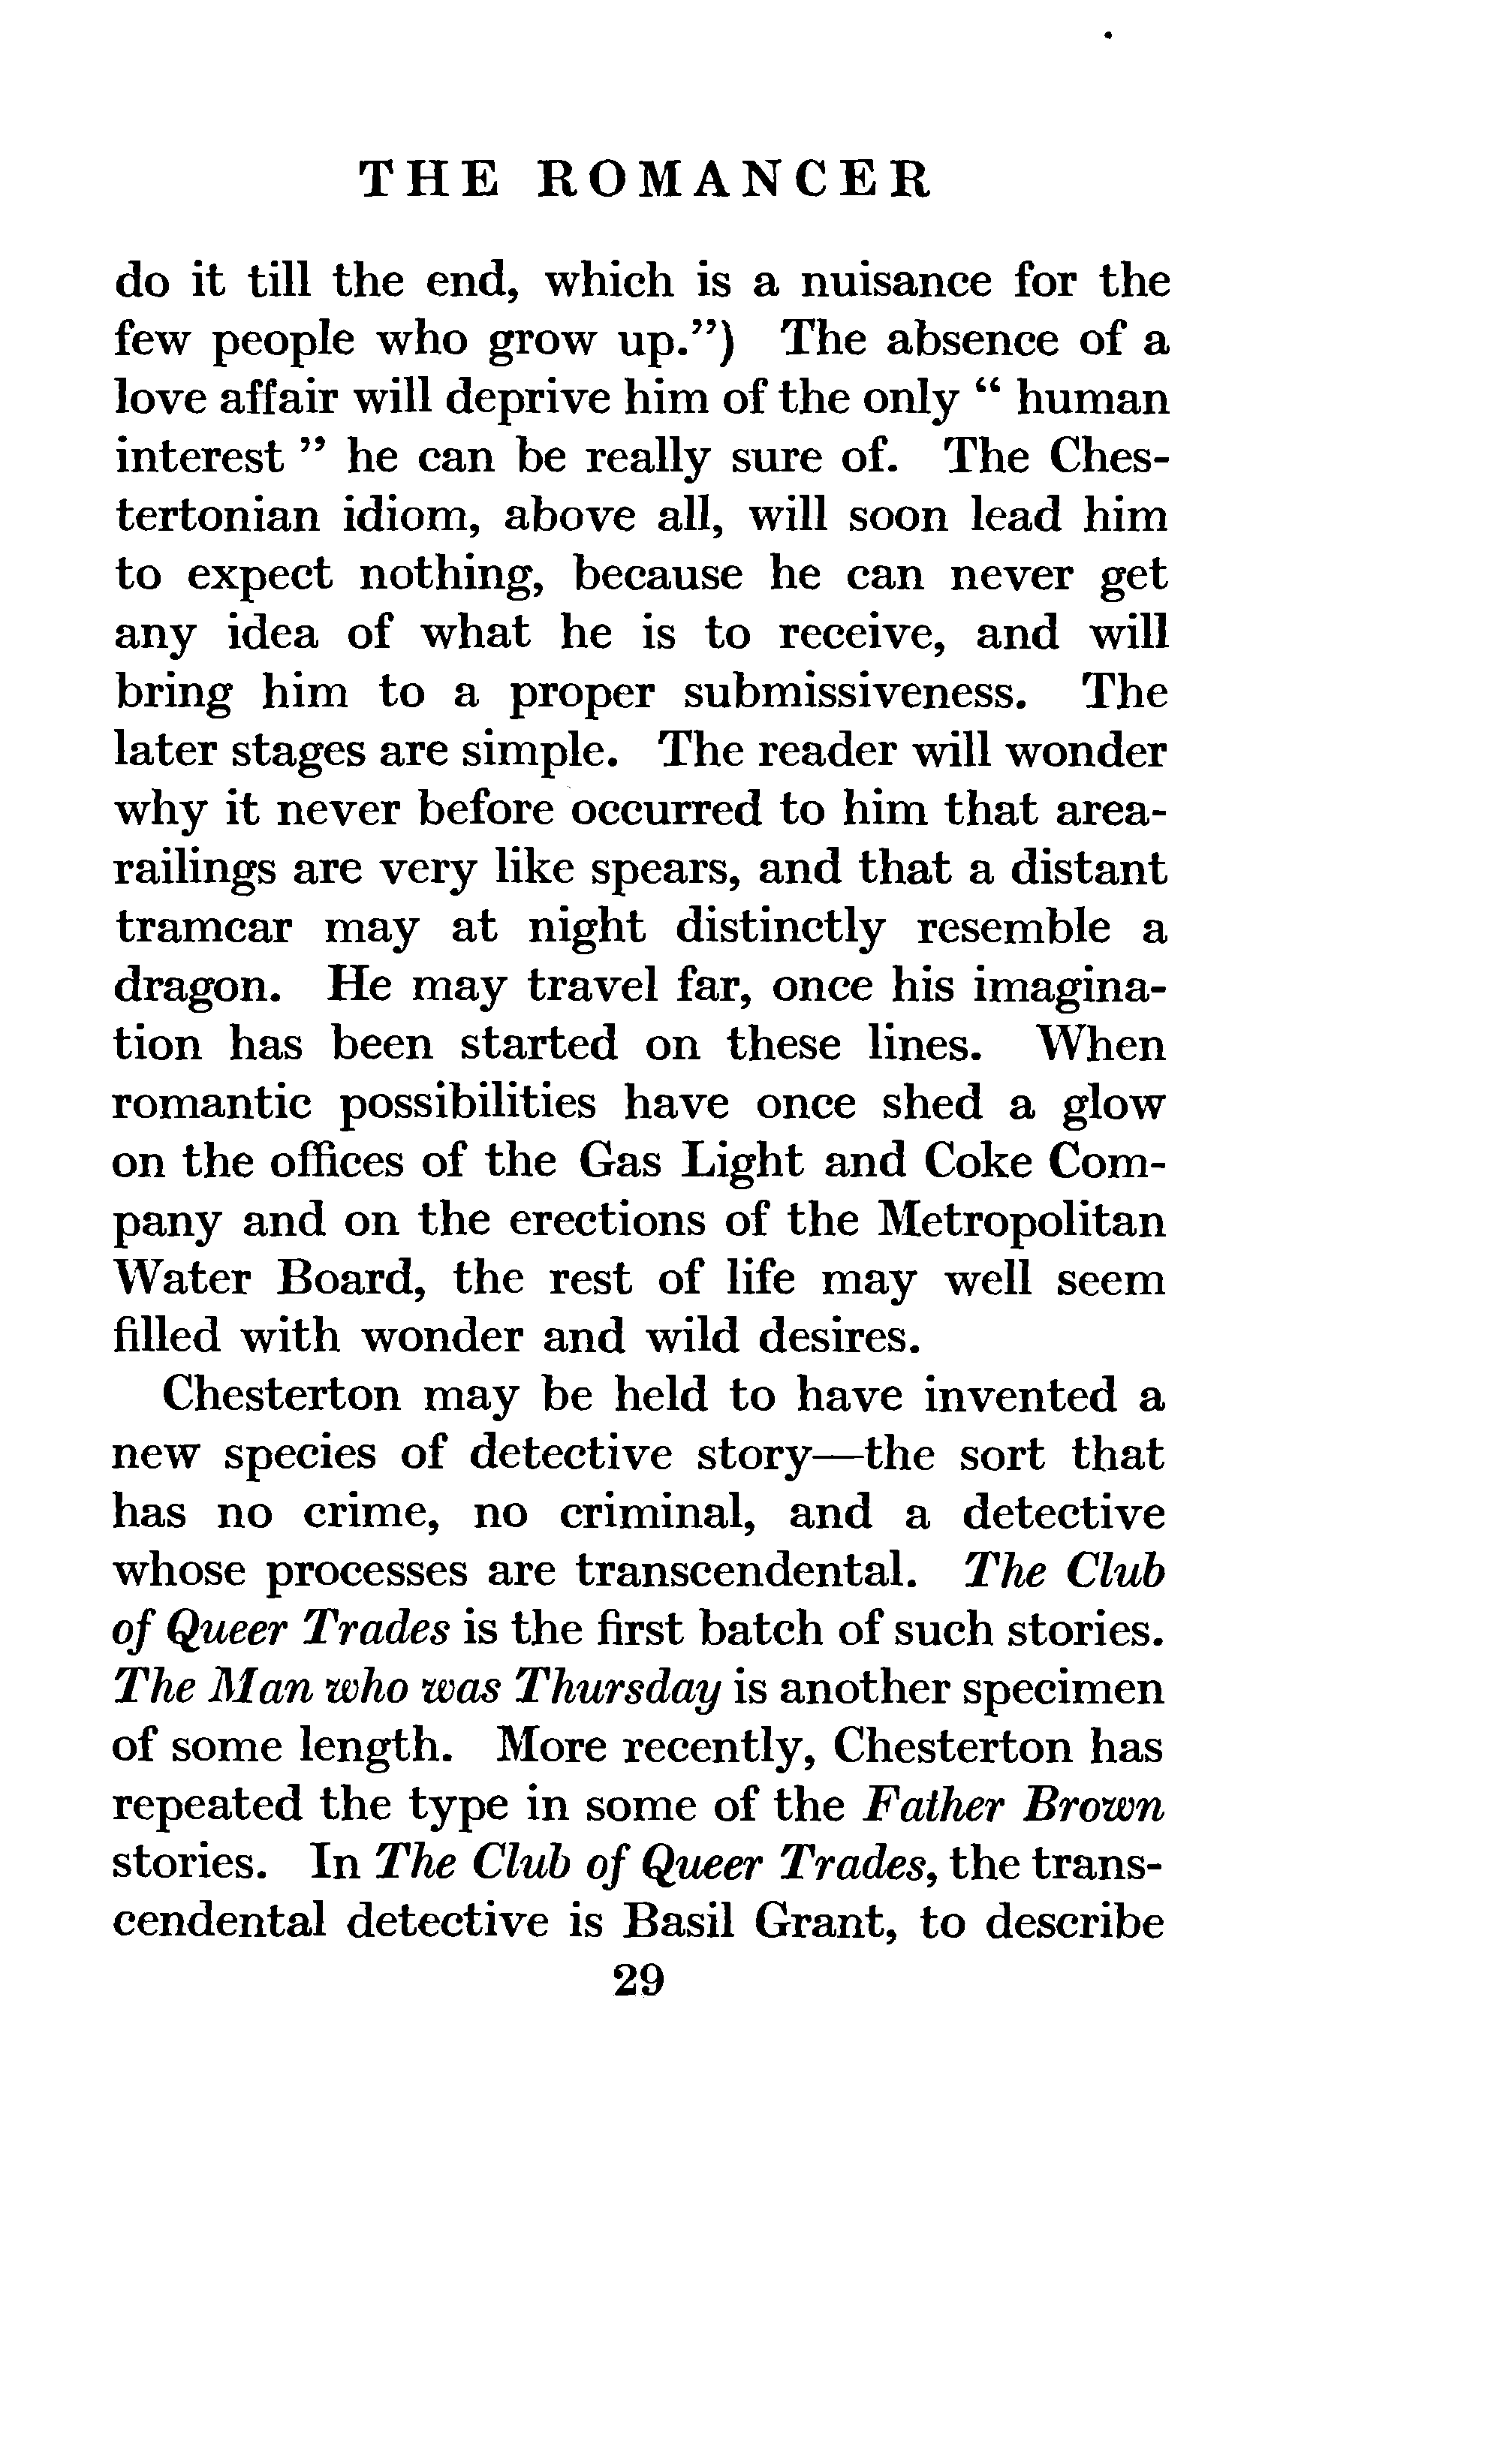 THE ROMANCER
do it till the end, which is a nuisance for the
few people who grow up.”) The absence of a
love affair will deprive him of the only “ human
interest ” he can be really sure of. The Ches-
tertonian idiom, above all, will soon lead him
to expect nothing, because he can never get
any idea of what he is to receive, and will
bring him to a proper submissiveness. The
later stages are simple. The reader will wonder
why it never before occurred to him that area-
railings are very like spears, and that a distant
tramcar may at night distinctly resemble a
dragon. He may travel far, once his imagina-
tion has been started on these lines. When
romantic possibilities have once shed a glow
on the offices of the Gas Light and Coke Com-
pany and on the erections of the Metropolitan
Water Board, the rest of life may well seem
filled with wonder and wild desires.
Chesterton may be held to have invented a
new species of detective story—the sort that
has no crime, no criminal, and a detective
whose processes are transcendental. The Club
of Queer Trades is the first batch of such stories.
The Man who was Thursday is another specimen
of some length. More recently, Chesterton has
repeated the type in some of the Father Brown
stories. In The Club of Queer Trades, the trans-
cendental detective is Basil Grant, to describe
29